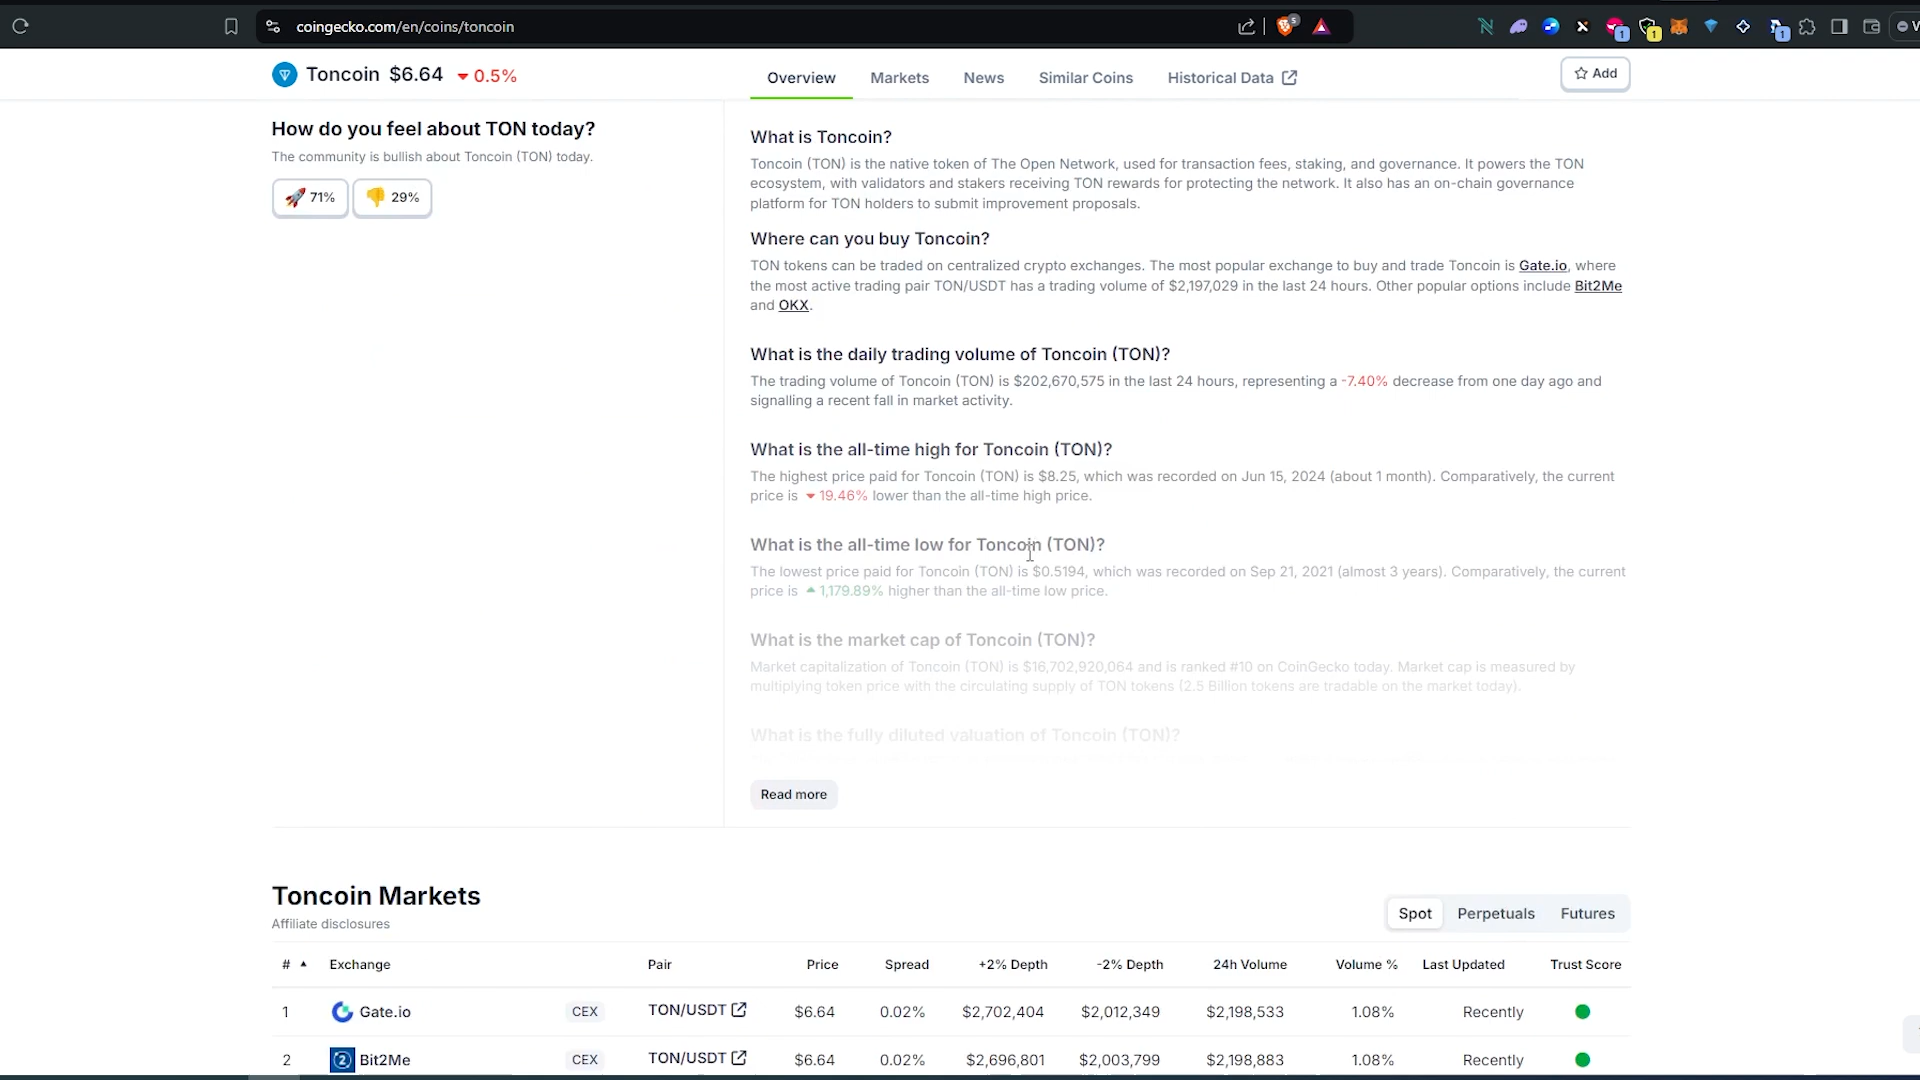 coingecko.com/en/coins/toncoin
5
1
1
1
Toncoin $6.64 ▼ 0.5%
Overview Markets News Similar Coins Historical Data
Add
How do you feel about TON today?
The community is bullish about Toncoin (TON) today.
🚀 71% 👎 29%
What is Toncoin?
Toncoin (TON) is the native token of The Open Network, used for transaction fees, staking, and governance. It powers the TON
ecosystem, with validators and stakers receiving TON rewards for protecting the network. It also has an on-chain governance
platform for TON holders to submit improvement proposals.
Where can you buy Toncoin?
TON tokens can be traded on centralized crypto exchanges. The most popular exchange to buy and trade Toncoin is Gate.io, where
the most active trading pair TON/USDT has a trading volume of $2,197,029 in the last 24 hours. Other popular options include Bit2Me
and OKX.
What is the daily trading volume of Toncoin (TON)?
The trading volume of Toncoin (TON) is $202,670,575 in the last 24 hours, representing a -7.40% decrease from one day ago and
signalling a recent fall in market activity.
What is the all-time high for Toncoin (TON)?
The highest price paid for Toncoin (TON) is $8.25, which was recorded on Jun 15, 2024 (about 1 month). Comparatively, the current
price is ▼ 19.46% lower than the all-time high price.
What is the all-time low for Toncoin (TON)?
The lowest price paid for Toncoin (TON) is $0.5194, which was recorded on Sep 21, 2021 (almost 3 years). Comparatively, the current
price is ▲ 1,179.89% higher than the all-time low price.
What is the market cap of Toncoin (TON)?
Market capitalization of Toncoin (TON) is $16,702,920,064 and is ranked #10 on CoinGecko today. Market cap is measured by
multiplying token price with the circulating supply of TON tokens (2.5 Billion tokens are tradable on the market today).
What is the fully diluted valuation of Toncoin (TON)?
Read more
Toncoin Markets
Affiliate disclosures
Spot Perpetuals Futures
# ▲ Exchange Pair Price Spread +2% Depth -2% Depth 24h Volume Volume % Last Updated Trust Score
1 Gate.io CEX TON/USDT $6.64 0.02% $2,702,404 $2,012,349 $2,198,533 1.08% Recently
2 Bit2Me CEX TON/USDT $6.64 0.02% $2,696,801 $2,003,799 $2,198,883 1.08% Recently